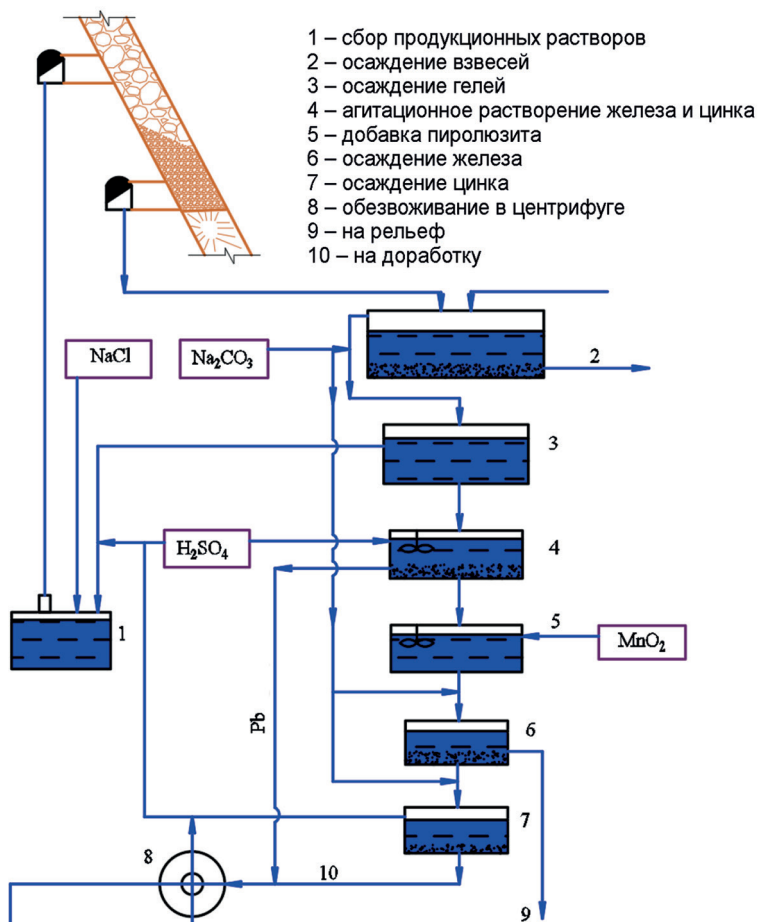 1 – сбор продукционных растворов
2 – осаждение взвесей
3 – осаждение гелей
4 – агитационное растворение железа и цинка
5 – добавка пиролюзита
6 – осаждение железа
7 – осаждение цинка
8 – обезвоживание в центрифуге
9 – на рельеф
10 – на доработку
NaCl
Na₂CO₃
2
3
H₂SO₄
4
1
5
MnO₂
Pb
6
7
8
10
9